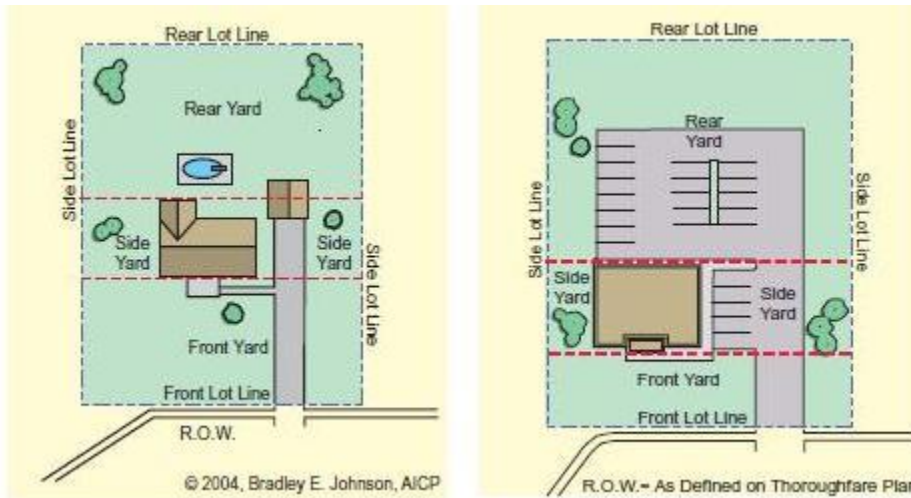 Rear Lot Line
Rear Yard
Side Lot Line
Side
Yard
Side
Yard
Side Lot Line
Front Yard
Front Lot Line
R.O.W.
© 2004, Bradley E. Johnson, AICP
Rear Lot Line
Rear
Yard
Side Lot Line
Side Lot Line
Side
Yard
Side
Yard
Front Yard
Front Lot Line
R.O.W.- As Defined on Thoroughfare Plan